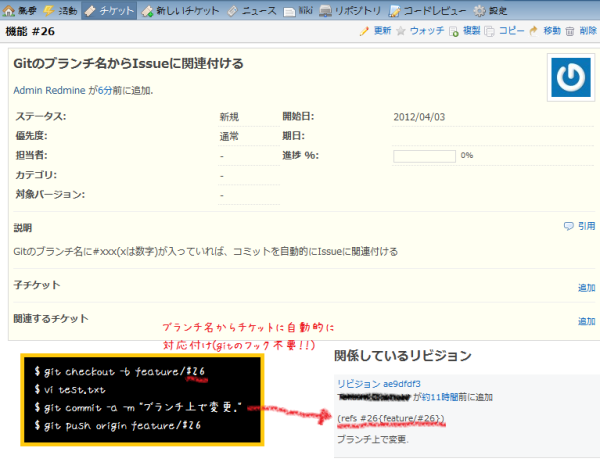 概要 活動 チケット 新しいチケット ニュース Wiki リポジトリ コードレビュー 設定
機能 #26
更新 ウォッチ 複製 コピー 移動 削除
Gitのブランチ名からIssueに関連付ける
Admin Redmine が6分前に追加.
ステータス: 新規 開始日: 2012/04/03
優先度: 通常 期日:
担当者: - 進捗 %: 0%
カテゴリ: -
対象バージョン: -
説明 引用
Gitのブランチ名に#xxx(xは数字)が入っていれば、コミットを自動的にIssueに関連付ける
子チケット 追加
関連するチケット 追加
ブランチ名からチケットに自動的に
対応付け(gitのフック不要!!)
$ git checkout -b feature/#26
$ vi test.txt
$ git commit -a -m "ブランチ上で変更."
$ git push origin feature/#26
関係しているリビジョン
リビジョン ae9dfdf3
が約11時間前に追加
(refs #26{feature/#26})
ブランチ上で変更.